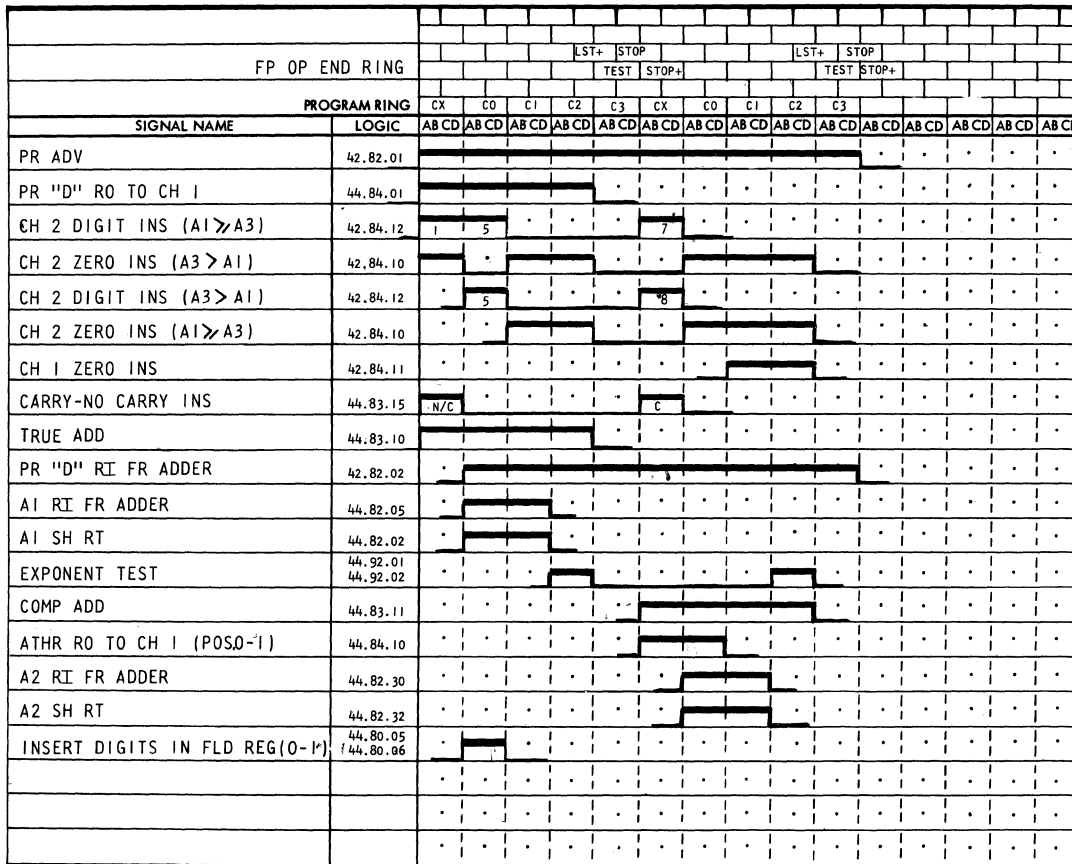 LST+ STOP LST+ STOP
FP OP END RING TEST STOP+ TEST STOP+
PROGRAM RING CX C0 C1 C2 C3 CX C0 C1 C2 C3
SIGNAL NAME LOGIC AB CD AB CD AB CD AB CD AB CD AB CD AB CD AB CD AB CD AB CD AB CD AB CD AB CD AB CD AB CD
PR ADV 42.82.01
PR "D" RO TO CH 1 44.84.01
CH 2 DIGIT INS (A1⩾A3) 42.84.12 1 5 7
CH 2 ZERO INS (A3>A1) 42.84.10
CH 2 DIGIT INS (A3>A1) 42.84.12 5 8
CH 2 ZERO INS (A1⩾A3) 42.84.10
CH 1 ZERO INS 42.84.11
CARRY-NO CARRY INS 44.83.15 N/C C
TRUE ADD 44.83.10
PR "D" RI FR ADDER 42.82.02
A1 RI FR ADDER 44.82.05
A1 SH RT 44.82.02
EXPONENT TEST 44.92.01
44.92.02
COMP ADD 44.83.11
ATHR RO TO CH 1 (POS.0-1) 44.84.10
A2 RI FR ADDER 44.82.30
A2 SH RT 44.82.32
INSERT DIGITS IN FLD REG(0-1) 44.80.05
44.80.06